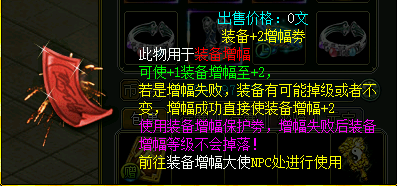 出售价格：0文
装备+2增幅券
此物用于装备增幅
可使+1装备增幅至+2，
若是增幅失败，装备有可能掉级或者不
变，增幅成功直接使装备增幅+2
使用装备增幅保护券，增幅失败后装备
增幅等级不会掉落！
前往装备增幅大使NPC处进行使用